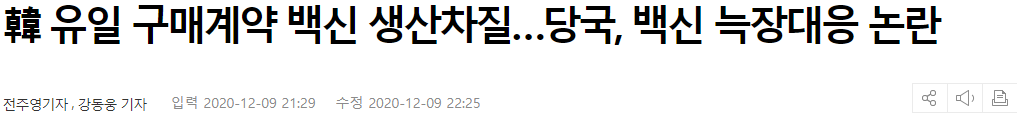 韓 유일 구매계약 백신 생산차질…당국, 백신 늑장대응 논란
전주영기자 , 강동웅 기자 입력 2020-12-09 21:29 수정 2020-12-09 22:25